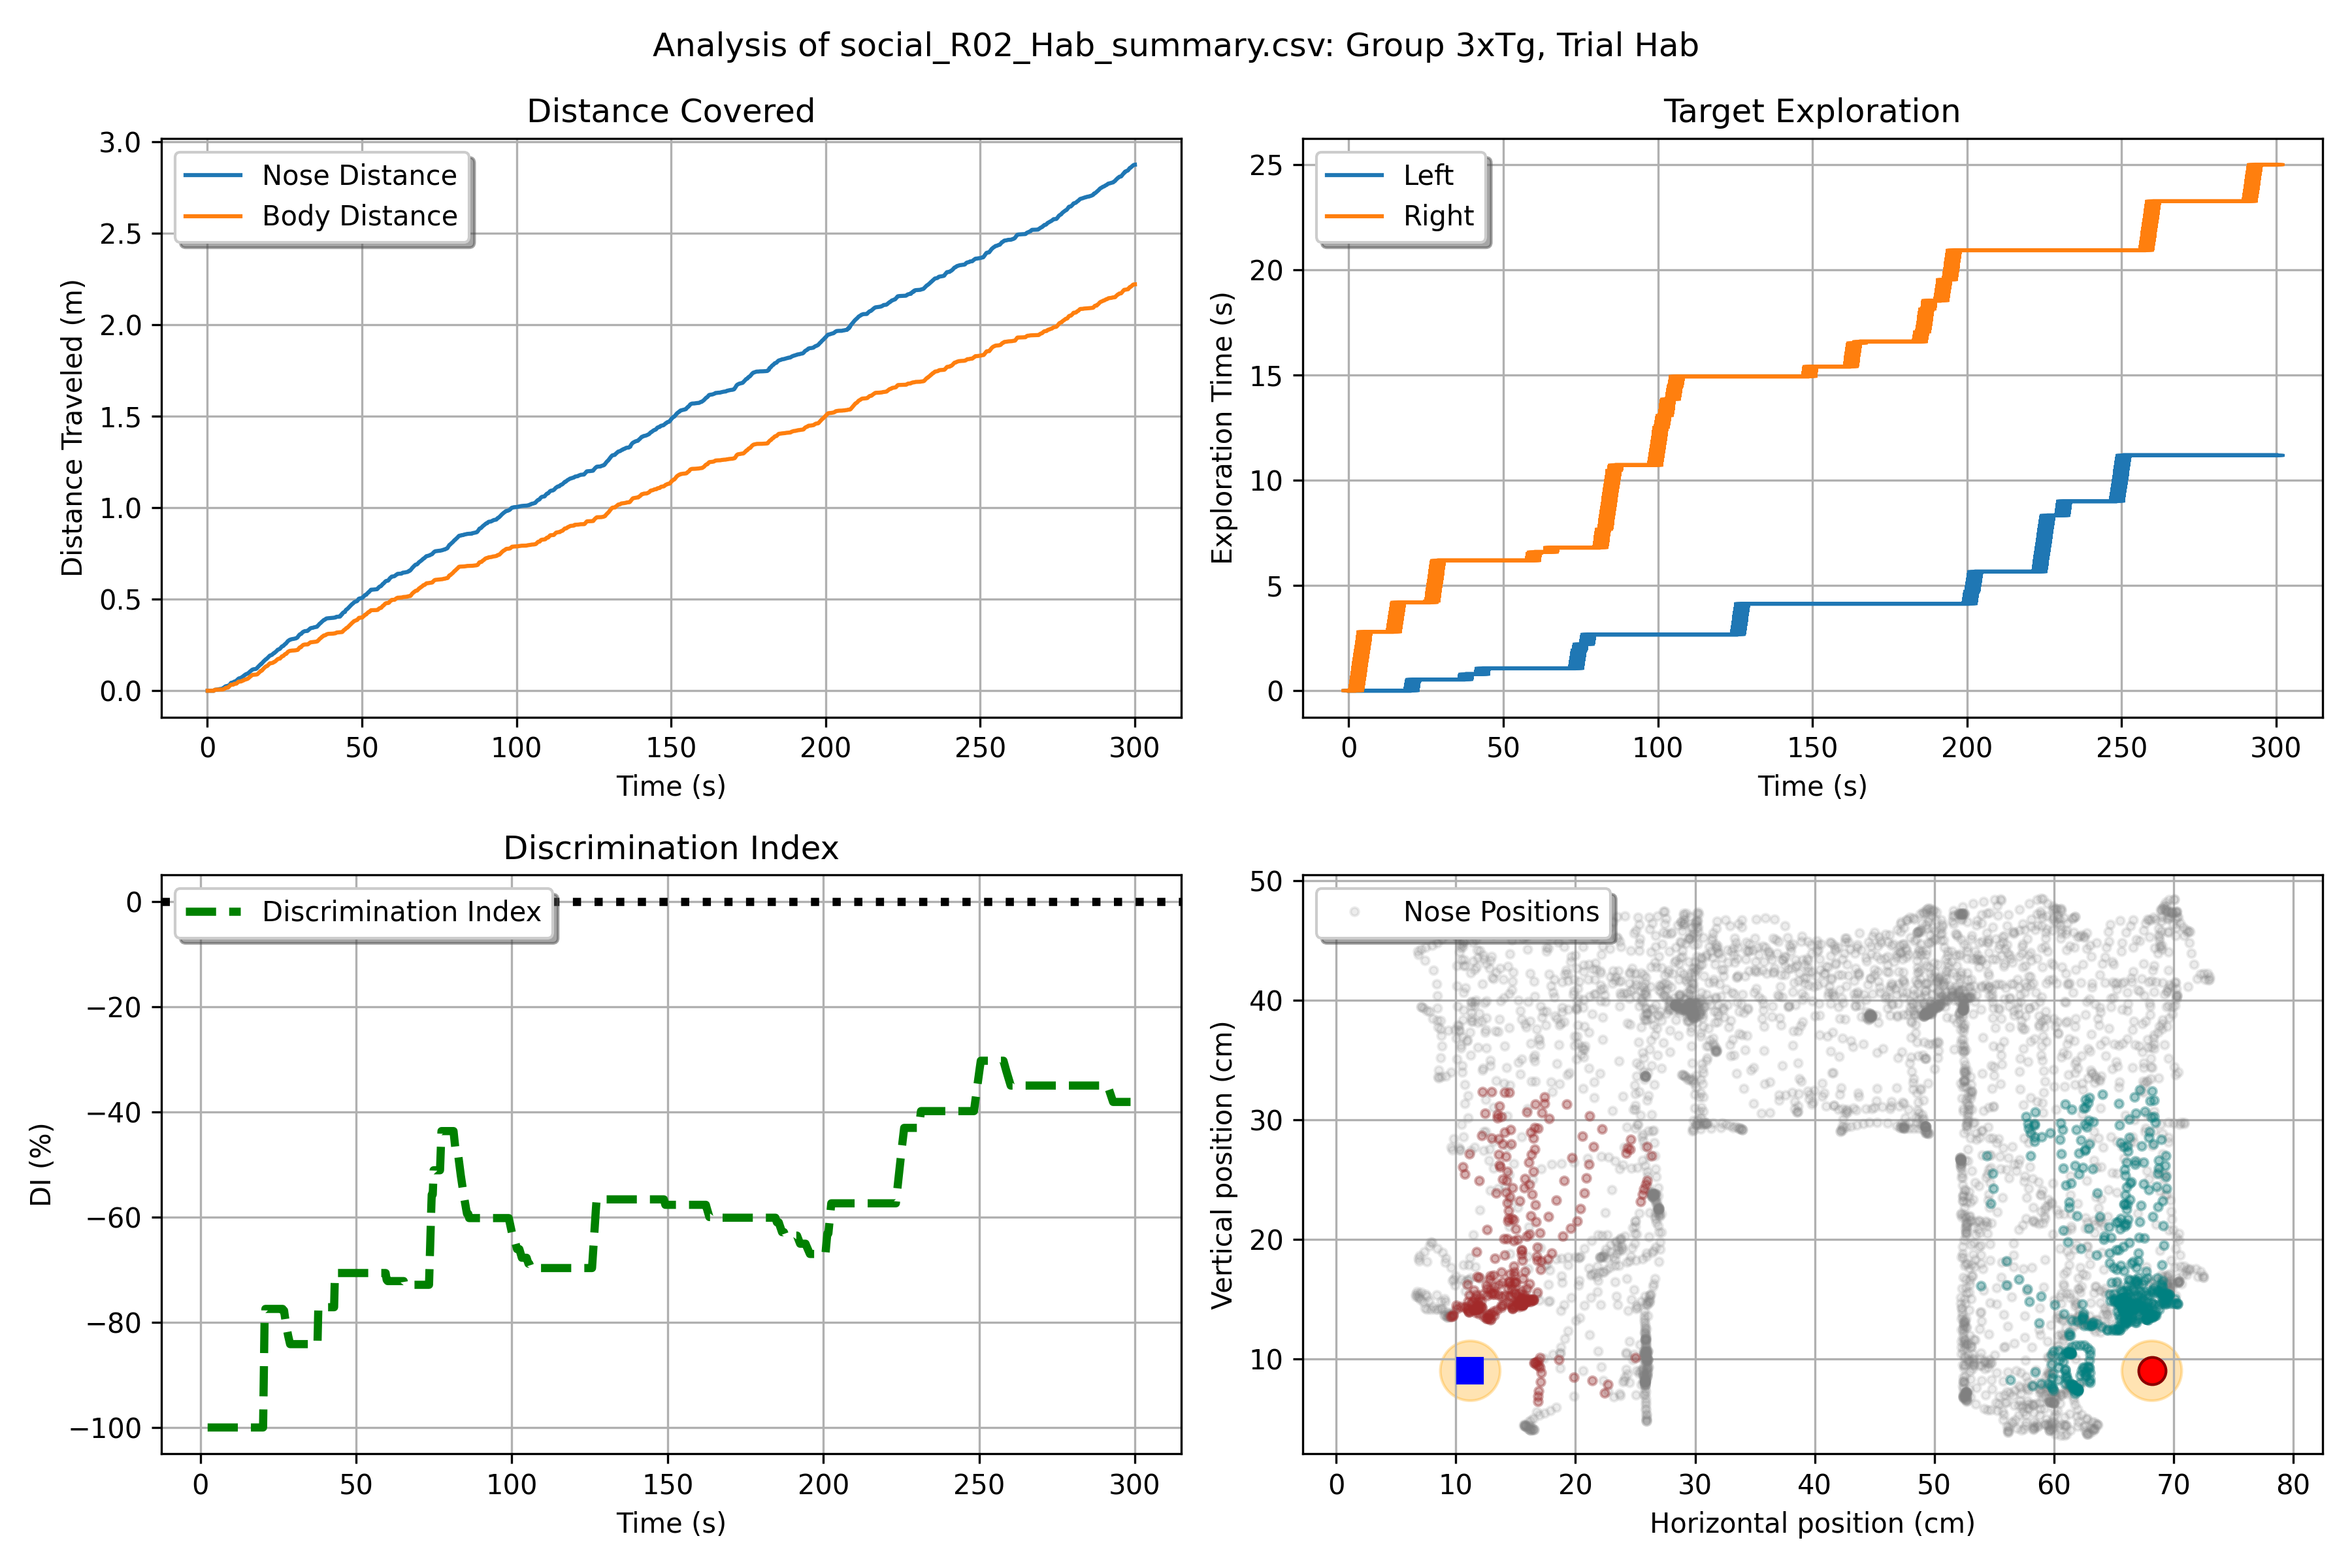 Analysis of social_R02_Hab_summary.csv: Group 3xTg, Trial Hab
Distance Covered
Nose Distance
Body Distance
Distance Traveled (m)
3.0
2.5
2.0
1.5
1.0
0.5
0.0
0 50 100 150 200 250 300
Time (s)
Target Exploration
Left
Right
Exploration Time (s)
25
20
15
10
5
0
0 50 100 150 200 250 300
Time (s)
Discrimination Index
Discrimination Index
DI (%)
0
−20
−40
−60
−80
−100
0 50 100 150 200 250 300
Time (s)
Nose Positions
Vertical position (cm)
50
40
30
20
10
0 10 20 30 40 50 60 70 80
Horizontal position (cm)